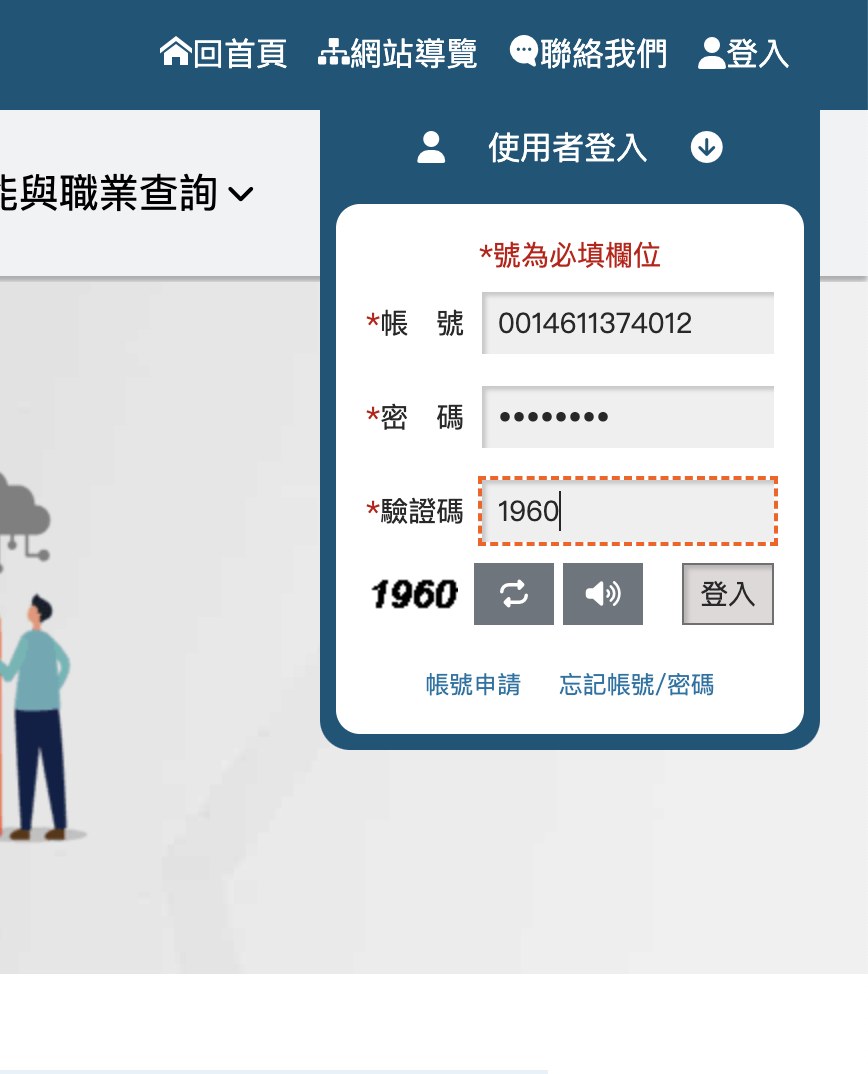 回首頁 網站導覽 聯絡我們 登入
使用者登入
能與職業查詢
*號為必填欄位
*帳 號 0014611374012
*密 碼 ••••••••
*驗證碼 1960
1960 登入
帳號申請 忘記帳號/密碼